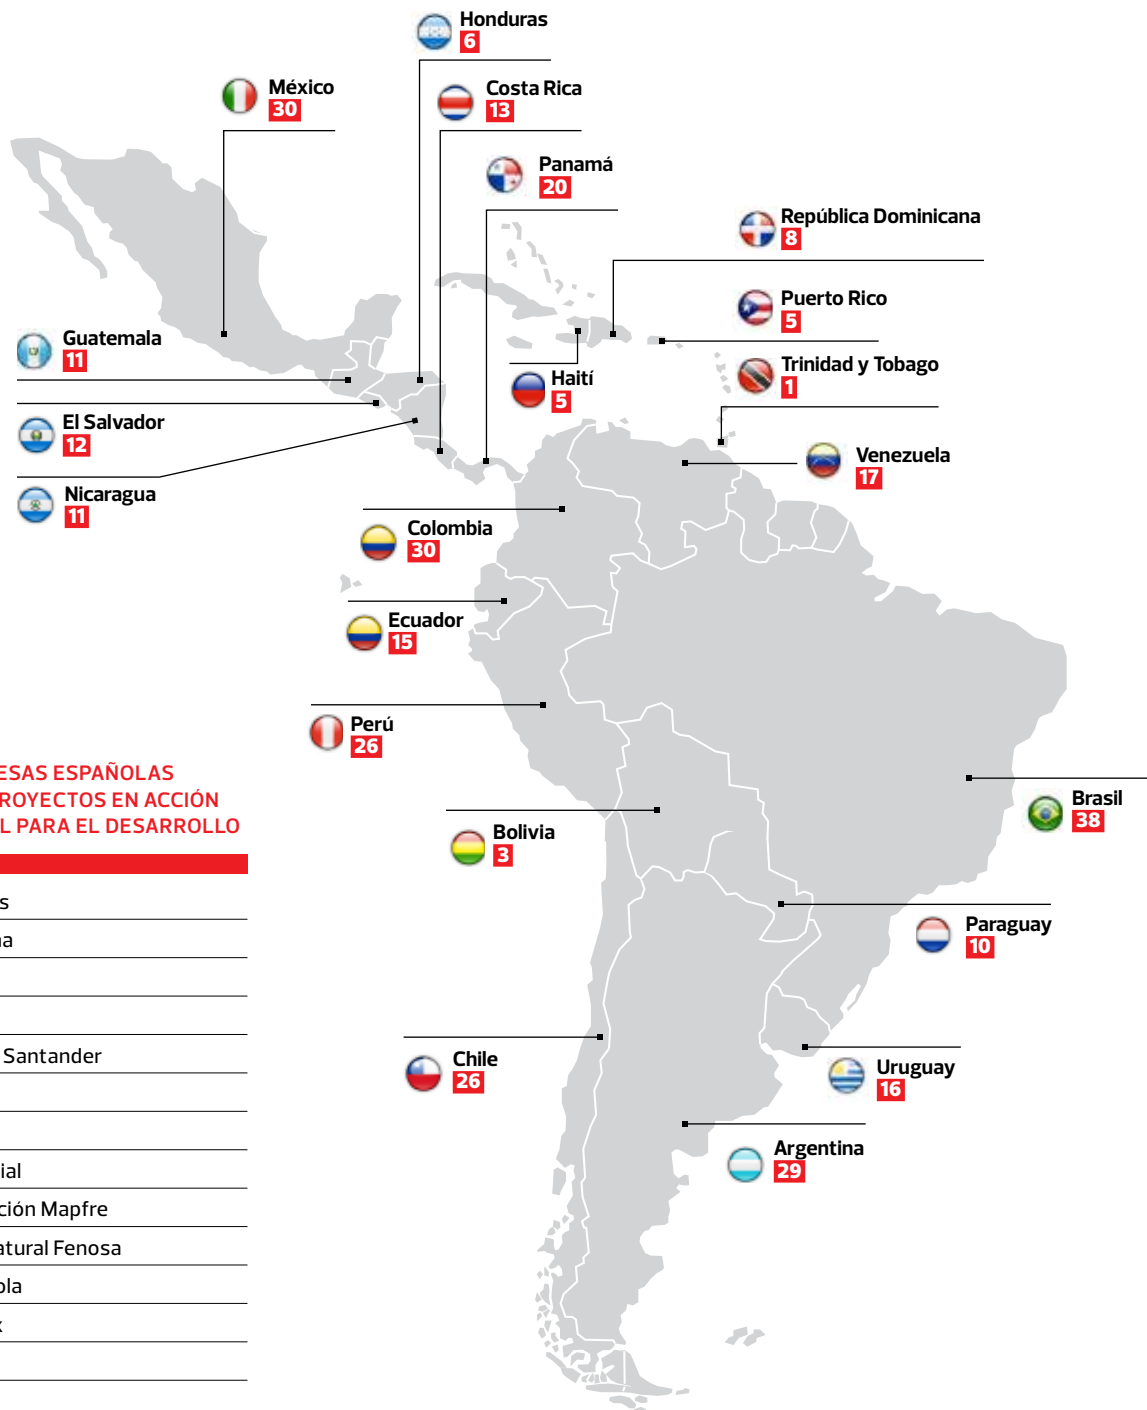 Honduras
6
México
30
Costa Rica
13
Panamá
20
República Dominicana
8
Puerto Rico
5
Guatemala
11
Haití
5
Trinidad y Tobago
1
El Salvador
12
Venezuela
17
Nicaragua
11
Colombia
30
Ecuador
15
Perú
26
ESAS ESPAÑOLAS
ROYECTOS EN ACCIÓN
L PARA EL DESARROLLO
Brasil
38
Bolivia
3
s
na
Paraguay
10
Santander
Chile
26
Uruguay
16
Argentina
29
ial
ción Mapfre
atural Fenosa
ola
x